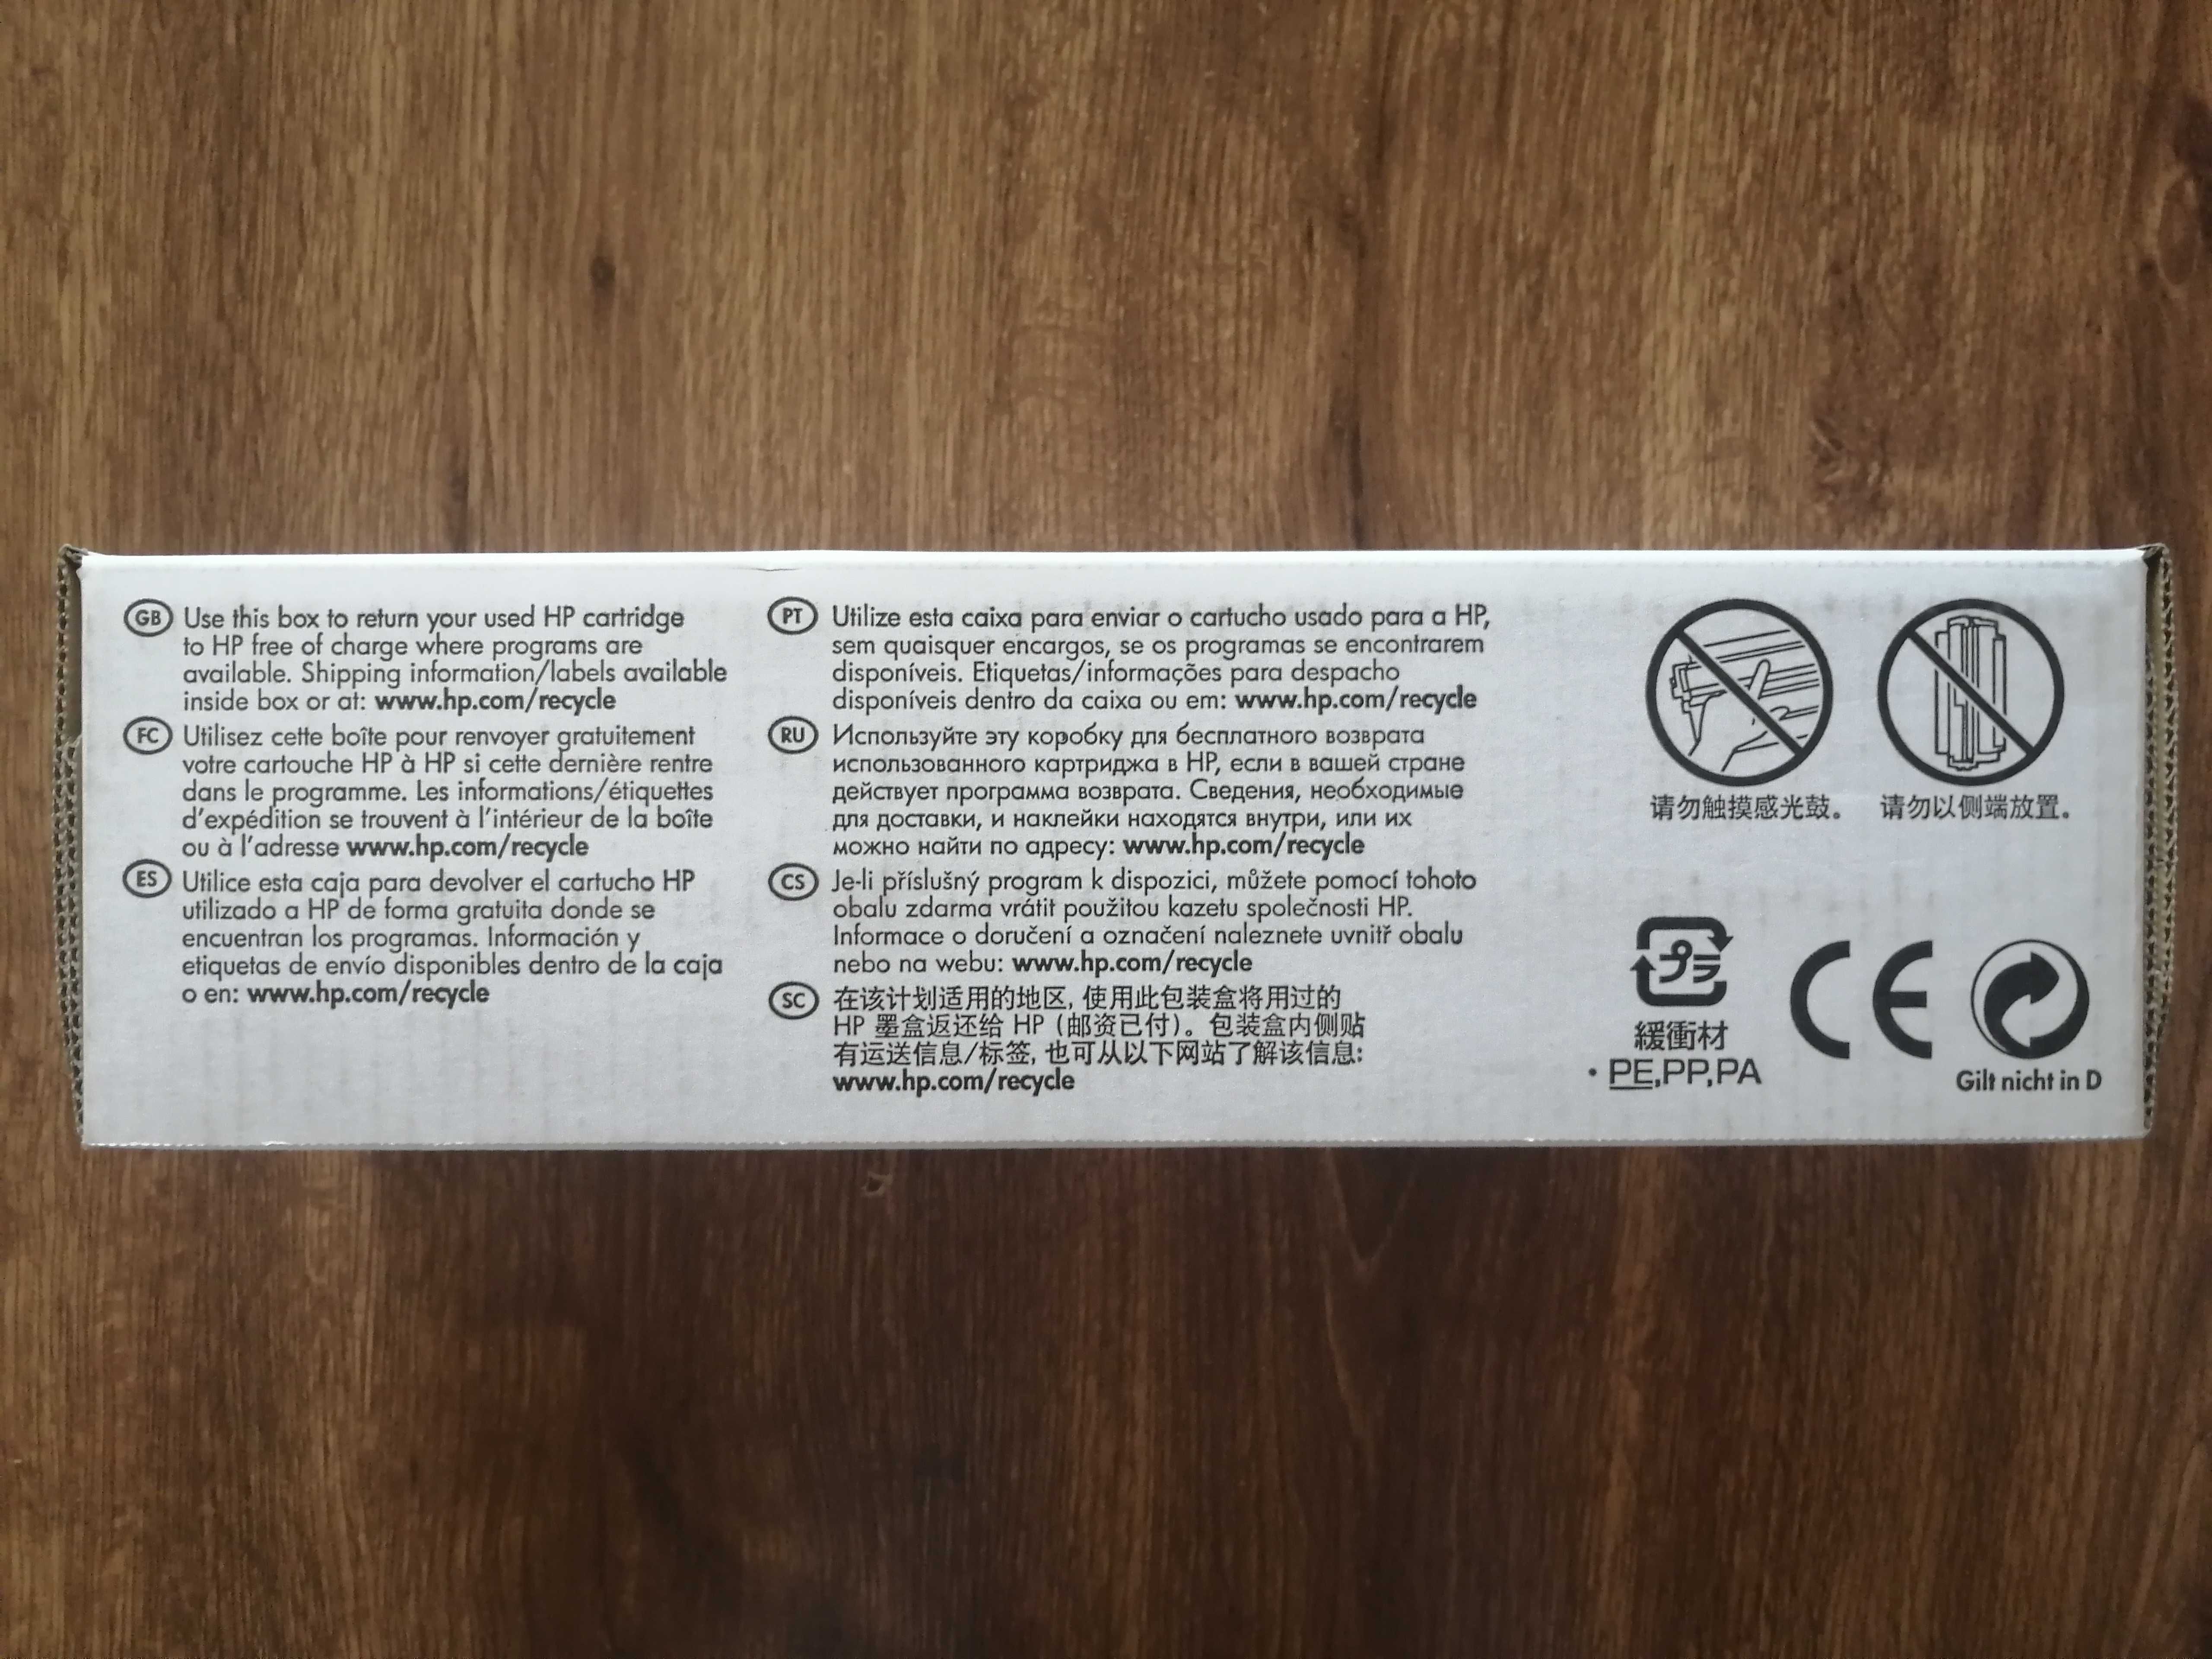 GB Use this box to return your used HP cartridge
to HP free of charge where programs are
available. Shipping information/labels available
inside box or at: www.hp.com/recycle
FC Utilisez cette boîte pour renvoyer gratuitement
votre cartouche HP à HP si cette dernière rentre
dans le programme. Les informations/étiquettes
d'expédition se trouvent à l'intérieur de la boîte
ou à l'adresse www.hp.com/recycle
ES Utilice esta caja para devolver el cartucho HP
utilizado a HP de forma gratuita donde se
encuentran los programas. Información y
etiquetas de envío disponibles dentro de la caja
o en: www.hp.com/recycle
PT Utilize esta caixa para enviar o cartucho usado para a HP,
sem quaisquer encargos, se os programas se encontrarem
disponíveis. Etiquetas/informações para despacho
disponíveis dentro da caixa ou em: www.hp.com/recycle
RU Используйте эту коробку для бесплатного возврата
использованного картриджа в HP, если в вашей стране
действует программа возврата. Сведения, необходимые
для доставки, и наклейки находятся внутри, или их
можно найти по адресу: www.hp.com/recycle
CS Je-li příslušný program k dispozici, můžete pomocí tohoto
obalu zdarma vrátit použitou kazetu společnosti HP.
Informace o doručení a označení naleznete uvnitř obalu
nebo na webu: www.hp.com/recycle
SC 在该计划适用的地区, 使用此包装盒将用过的
HP 墨盒返还给 HP (邮资已付)。包装盒内侧贴
有运送信息/标签, 也可从以下网站了解该信息:
www.hp.com/recycle
请勿触摸感光鼓。
请勿以侧端放置。
プラ
緩衝材
・PE,PP,PA
CE
Gilt nicht in D